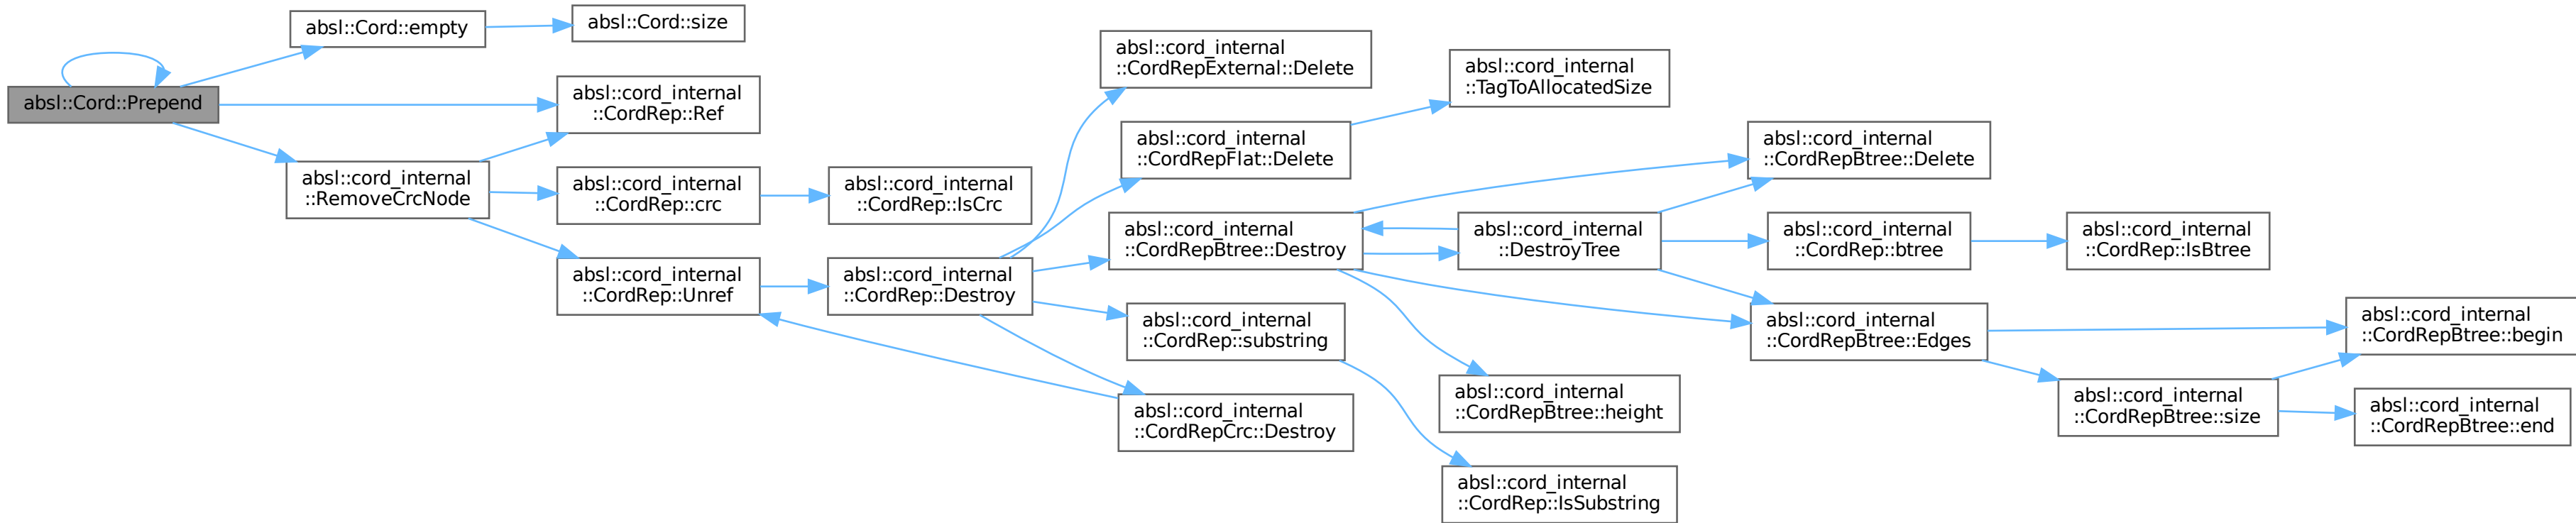 absl::Cord::Prepend
absl::Cord::empty
absl::Cord::size
absl::cord_internal
::CordRep::Ref
absl::cord_internal
::RemoveCrcNode
absl::cord_internal
::CordRep::crc
absl::cord_internal
::CordRep::IsCrc
absl::cord_internal
::CordRep::Unref
absl::cord_internal
::CordRep::Destroy
absl::cord_internal
::CordRepExternal::Delete
absl::cord_internal
::CordRepFlat::Delete
absl::cord_internal
::TagToAllocatedSize
absl::cord_internal
::CordRepBtree::Destroy
absl::cord_internal
::DestroyTree
absl::cord_internal
::CordRepBtree::Delete
absl::cord_internal
::CordRep::btree
absl::cord_internal
::CordRep::IsBtree
absl::cord_internal
::CordRepBtree::Edges
absl::cord_internal
::CordRepBtree::begin
absl::cord_internal
::CordRepBtree::size
absl::cord_internal
::CordRepBtree::end
absl::cord_internal
::CordRep::substring
absl::cord_internal
::CordRepBtree::height
absl::cord_internal
::CordRepCrc::Destroy
absl::cord_internal
::CordRep::IsSubstring